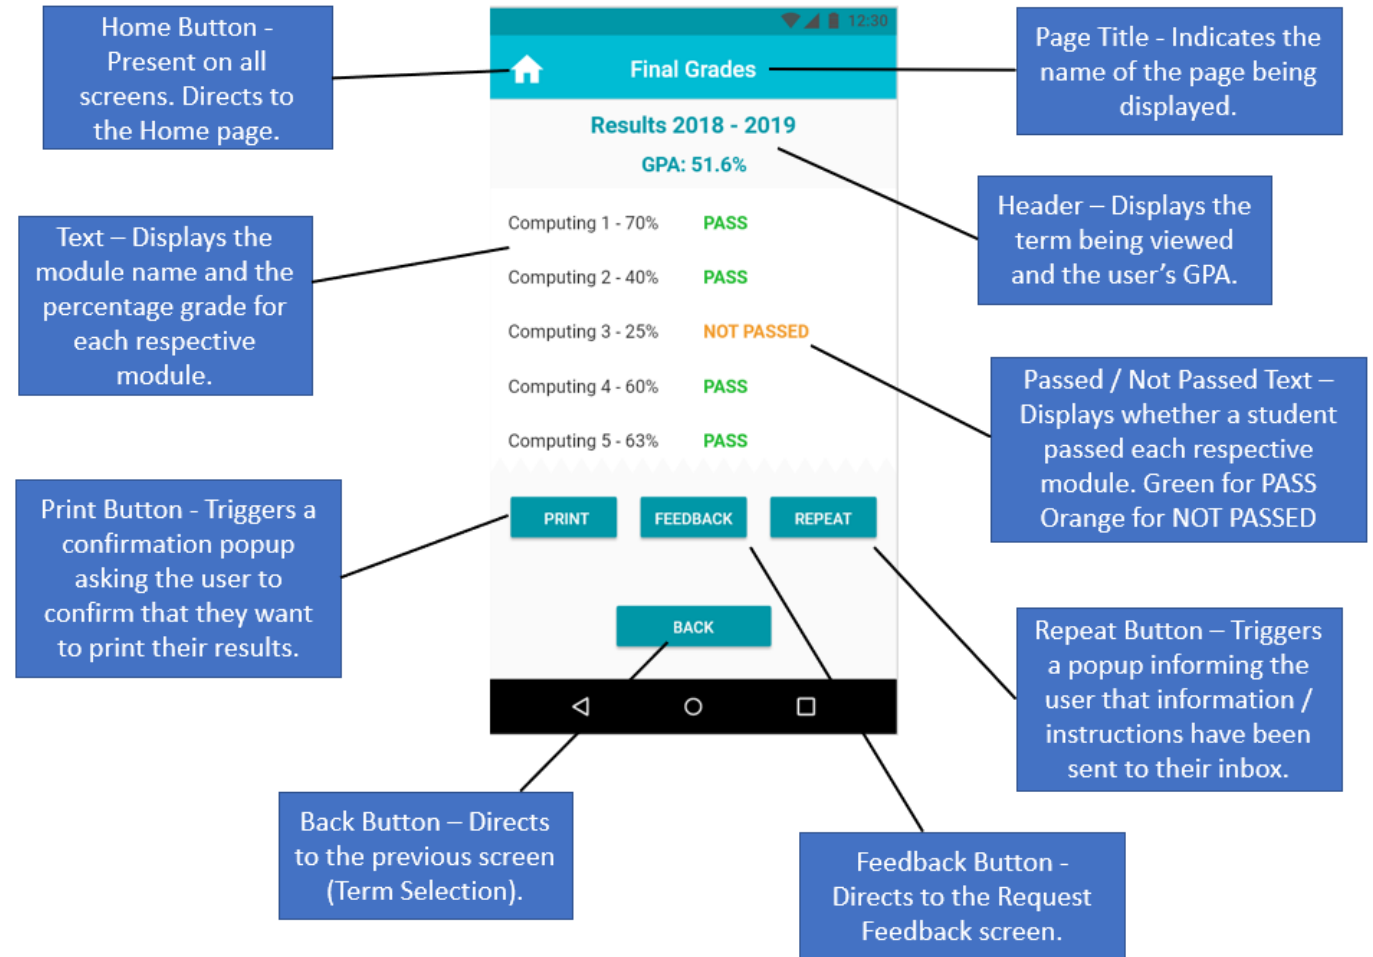 Home Button -
Present on all
screens. Directs to
the Home page.
12:30
Final Grades
Page Title - Indicates the
name of the page being
displayed.
Results 2018 - 2019
GPA: 51.6%
Header – Displays the
term being viewed
and the user’s GPA.
Text – Displays the
module name and the
percentage grade for
each respective
module.
Computing 1 - 70% PASS
Computing 2 - 40% PASS
Computing 3 - 25% NOT PASSED
Computing 4 - 60% PASS
Computing 5 - 63% PASS
Passed / Not Passed Text –
Displays whether a student
passed each respective
module. Green for PASS
Orange for NOT PASSED
Print Button - Triggers a
confirmation popup
asking the user to
confirm that they want
to print their results.
PRINT FEEDBACK REPEAT
BACK
Repeat Button – Triggers
a popup informing the
user that information /
instructions have been
sent to their inbox.
Back Button – Directs
to the previous screen
(Term Selection).
Feedback Button -
Directs to the Request
Feedback screen.